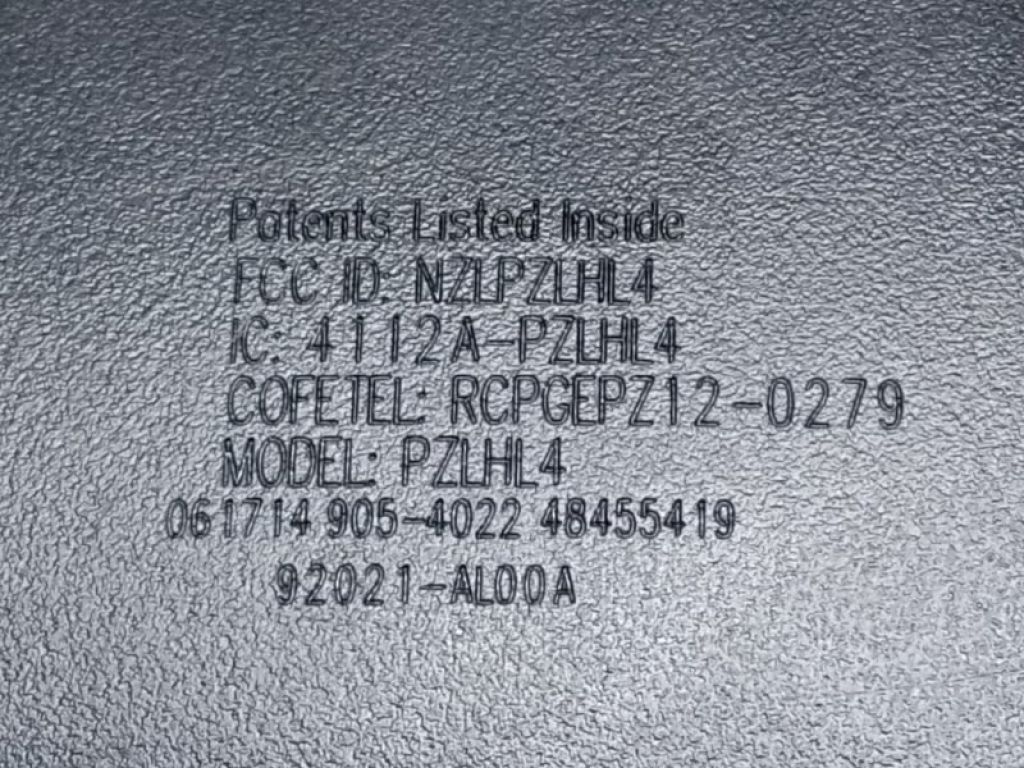 Patents Listed Inside
FCC ID: NZLPZLHL4
IC: 4112A-PZLHL4
COFETEL: RCPGEPZ12-0279
MODEL: PZLHL4
061714 905-4022 48455419
92021-AL00A